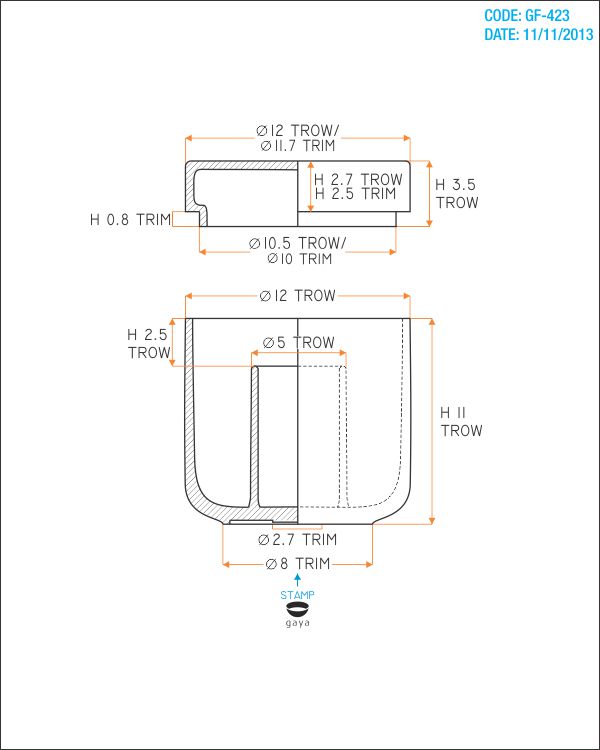 CODE: GF-423
DATE: 11/11/2013
Ø12 TROW/
Ø11.7 TRIM
H 2.7 TROW
H 2.5 TRIM
H 3.5
TROW
H 0.8 TRIM
Ø10.5 TROW/
Ø10 TRIM
Ø12 TROW
H 2.5
TROW
Ø5 TROW
H 11
TROW
Ø2.7 TRIM
Ø8 TRIM
STAMP
gaya